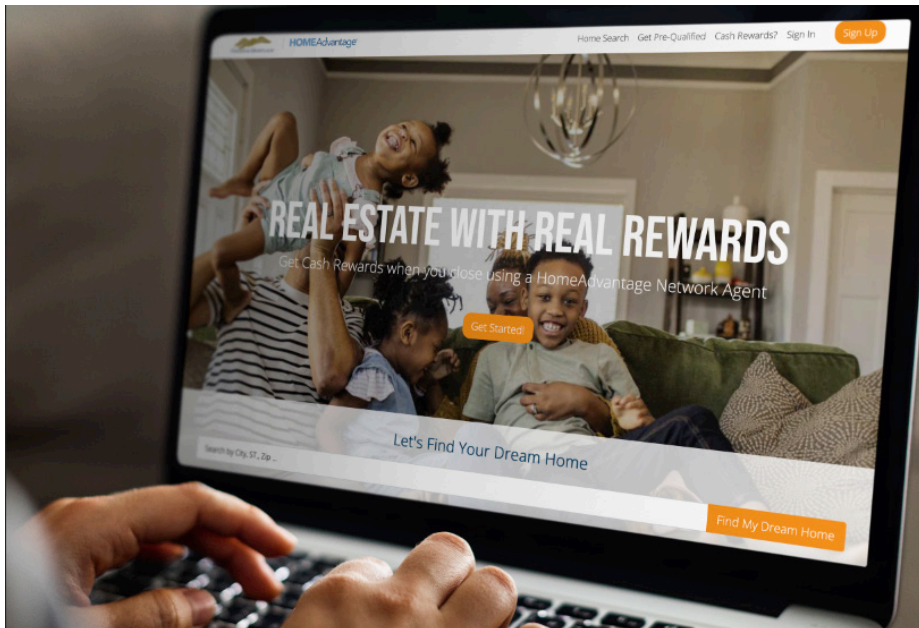 HOMEAdvantage
Home Search Get Pre-Qualified Cash Rewards? Sign In Sign Up
REAL ESTATE WITH REAL REWARDS
Get Cash Rewards when you close using a HomeAdvantage Network Agent
Get Started!
Let's Find Your Dream Home
Search by City, ST., Zip ...
Find My Dream Home